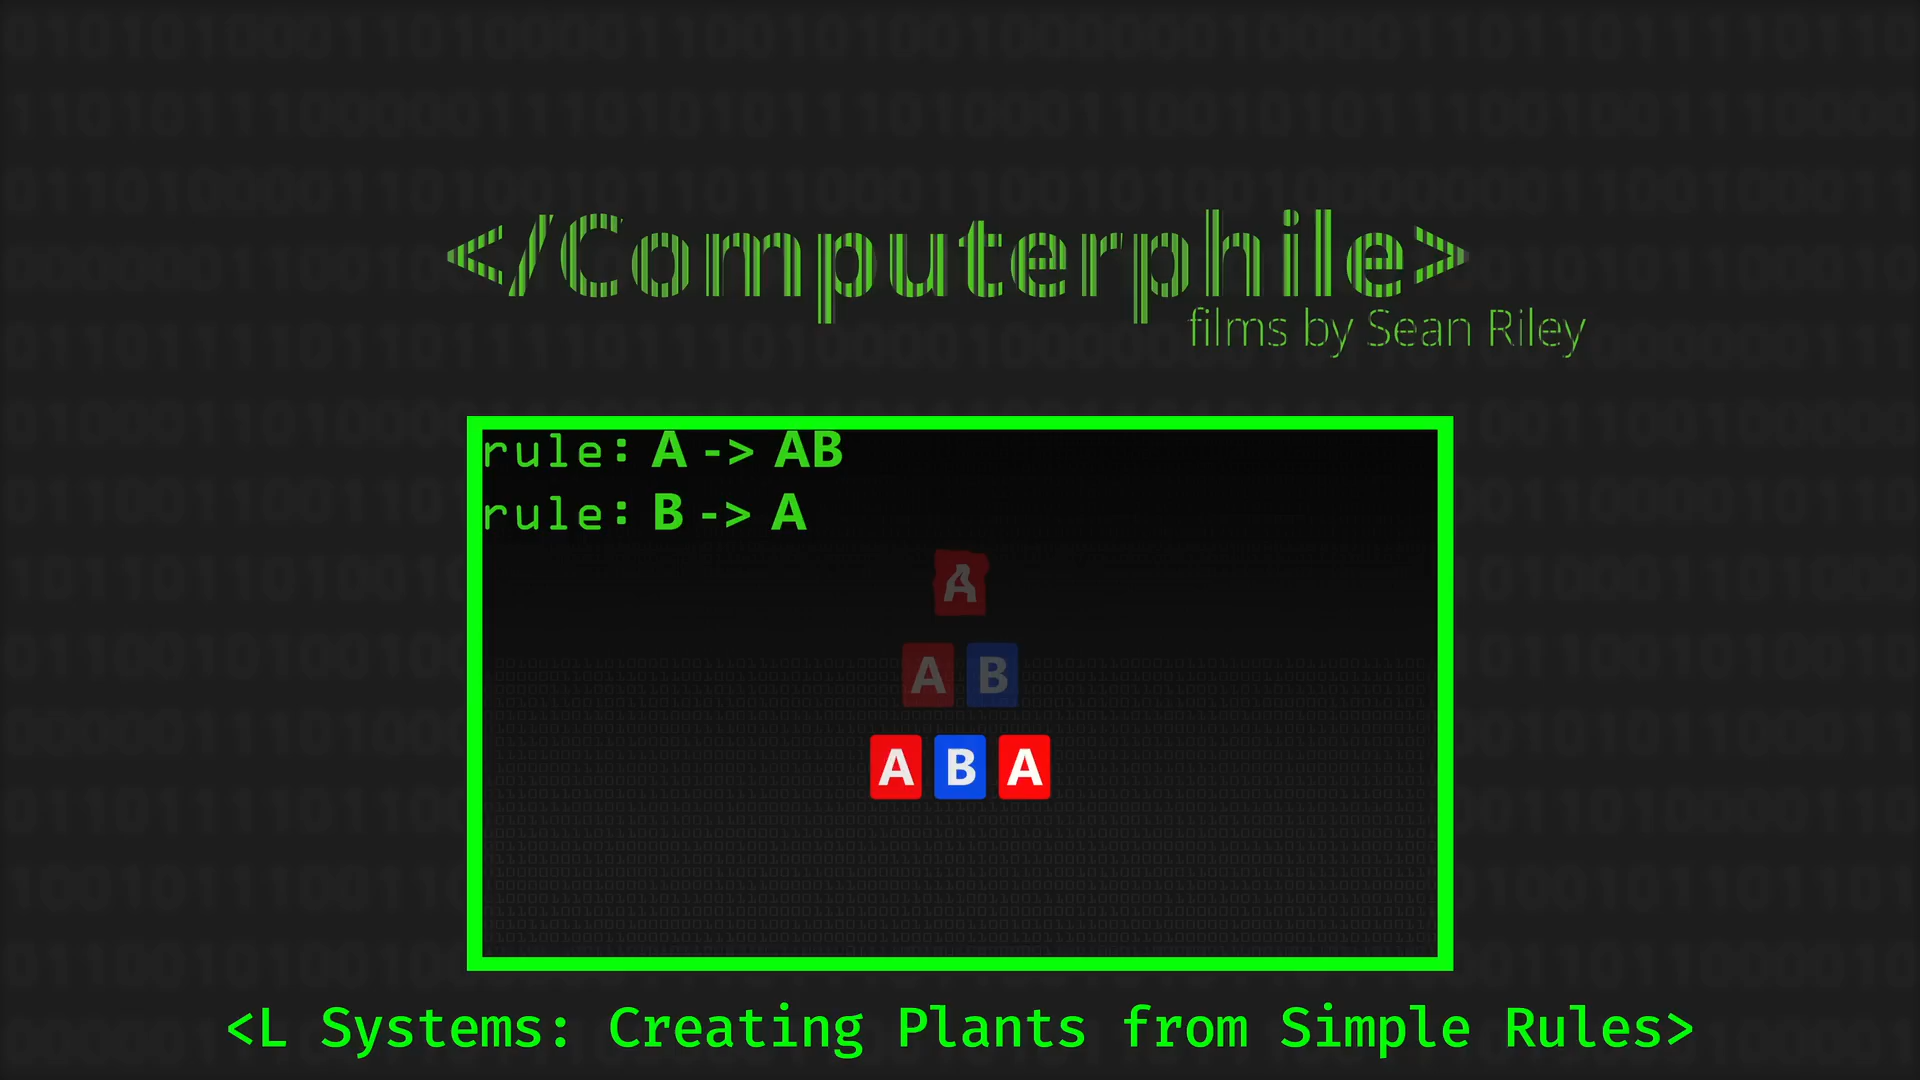 </Computerphile>
films by Sean Riley
rule: A -> AB
rule: B -> A
A
A B
A B A
<L Systems: Creating Plants from Simple Rules>